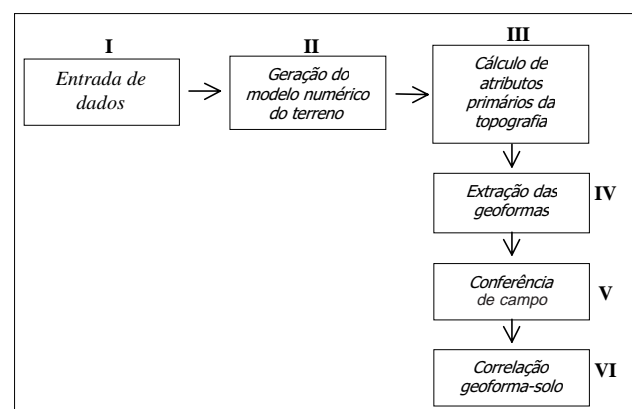 I
Entrada de
dados
II
Geração do
modelo numérico
do terreno
III
Cálculo de
atributos
primários da
topografia
Extração das
geoformas
IV
Conferência
de campo
V
Correlação
geoforma-solo
VI